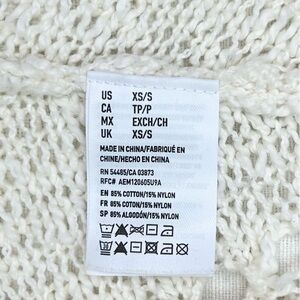 US XS/S
CA TP/P
MX EXCH/CH
UK XS/S
MADE IN CHINA/FABRIQUÉ EN
CHINE/HECHO EN CHINA
RN 54485/CA 03873
RFC# AEM120605U9A
EN 85% COTTON/15% NYLON
FR 85% COTON/15% NYLON
SP 85% ALGODÓN/15% NYLON